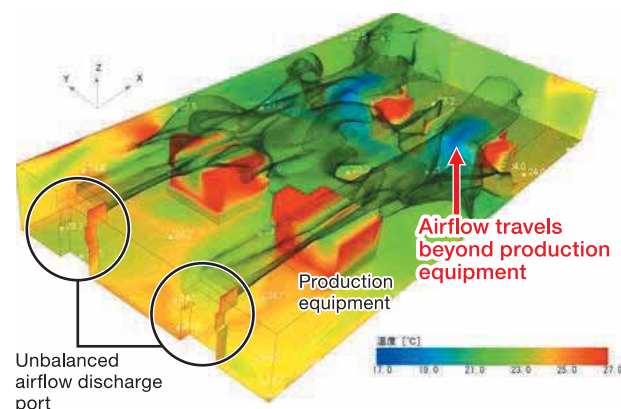 Z
Y
X
Airflow travels
beyond production
equipment
Production
equipment
Unbalanced
airflow discharge
port
温度 [℃]
17.0 19.0 21.0 23.0 25.0 27.0